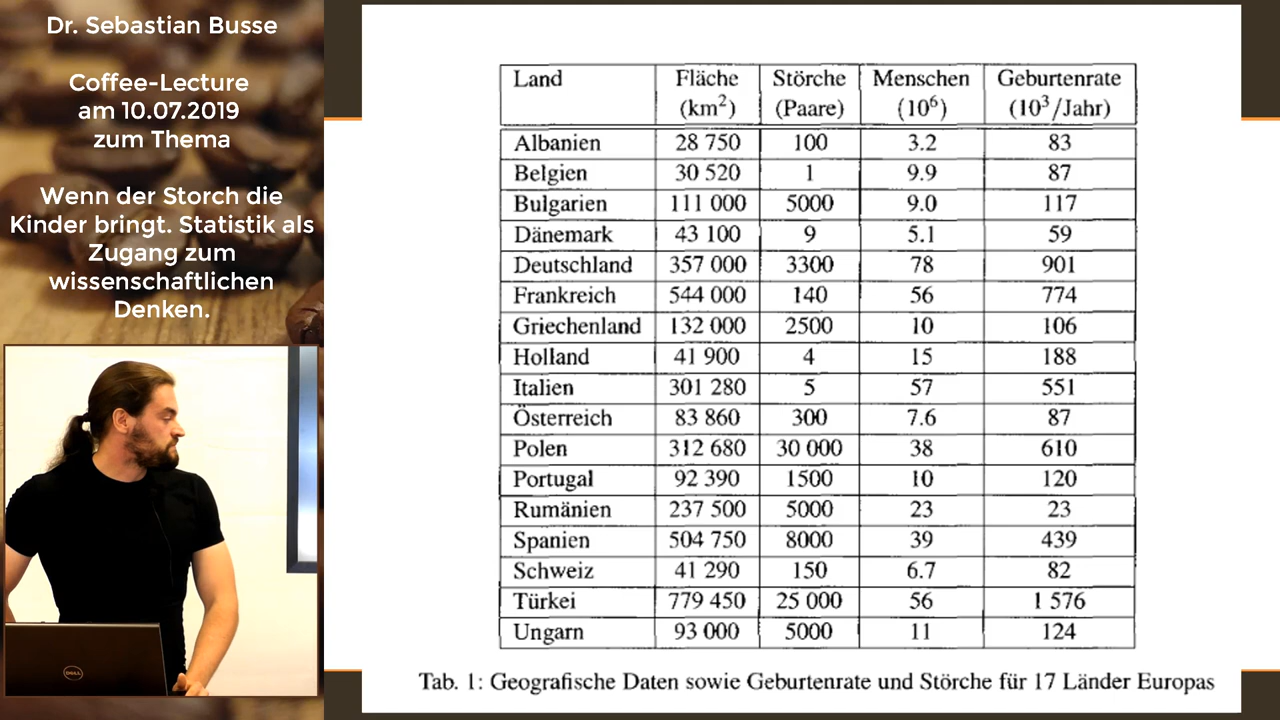 Dr. Sebastian Busse
Coffee-Lecture
am 10.07.2019
zum Thema
Wenn der Storch die
Kinder bringt. Statistik als
Zugang zum
wissenschaftlichen
Denken.
DELL
Land Fläche Störche Menschen Geburtenrate
(km²) (Paare) (10⁶) (10³/Jahr)
Albanien 28 750 100 3.2 83
Belgien 30 520 1 9.9 87
Bulgarien 111 000 5000 9.0 117
Dänemark 43 100 9 5.1 59
Deutschland 357 000 3300 78 901
Frankreich 544 000 140 56 774
Griechenland 132 000 2500 10 106
Holland 41 900 4 15 188
Italien 301 280 5 57 551
Österreich 83 860 300 7.6 87
Polen 312 680 30 000 38 610
Portugal 92 390 1500 10 120
Rumänien 237 500 5000 23 23
Spanien 504 750 8000 39 439
Schweiz 41 290 150 6.7 82
Türkei 779 450 25 000 56 1 576
Ungarn 93 000 5000 11 124
Tab. 1: Geografische Daten sowie Geburtenrate und Störche für 17 Länder Europas